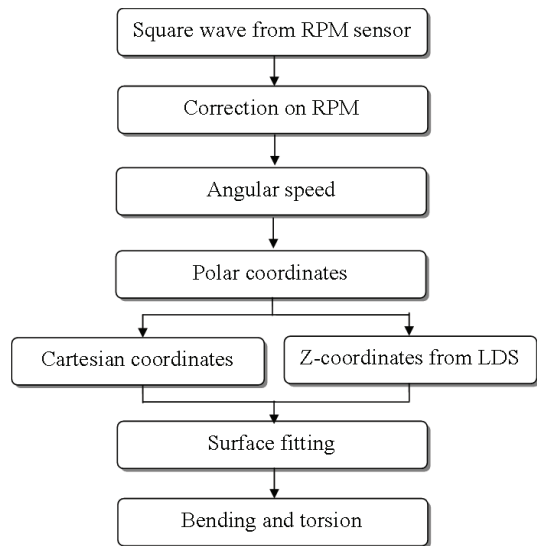 Square wave from RPM sensor
Correction on RPM
Angular speed
Polar coordinates
Cartesian coordinates
Z-coordinates from LDS
Surface fitting
Bending and torsion